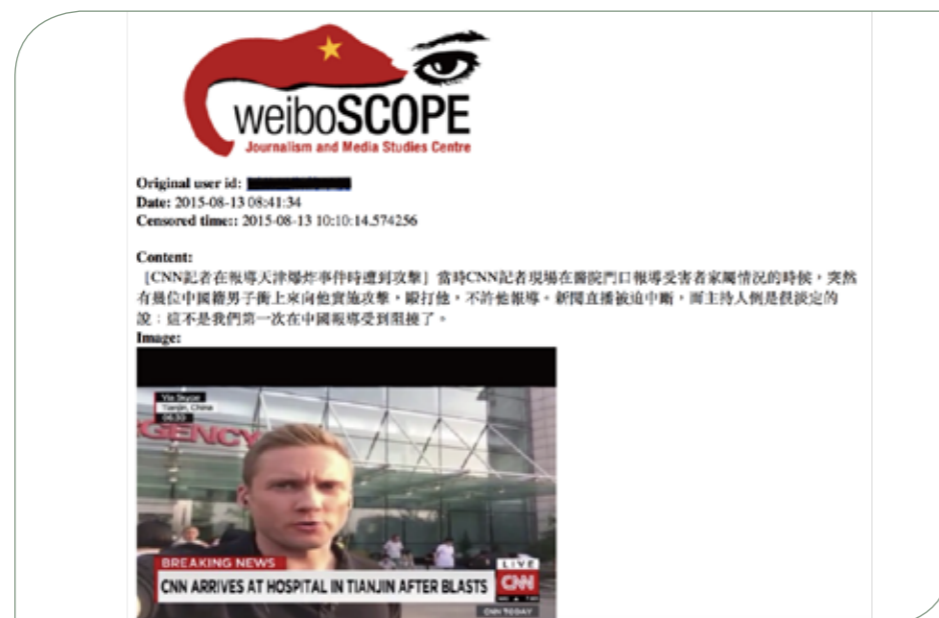 weiboSCOPE
Journalism and Media Studies Centre
Original user id:
Date: 2015-08-13 08:41:34
Censored time:: 2015-08-13 10:10:14.574256
Content:
[CNN記者在報導天津爆炸事件時遭到攻擊] 當時CNN記者現場在醫院門口報導受害者家屬情況的時候，突然
有幾位中國籍男子衝上來向他實施攻擊，毆打他，不許他報導。新聞直播被迫中斷，而主持人倒是很淡定的
說：這不是我們第一次在中國報導受到阻撓了。
Image:
Via Skype
Tianjin, China
06:30
GENCY
BREAKING NEWS
LIVE
CNN ARRIVES AT HOSPITAL IN TIANJIN AFTER BLASTS
CNN
CNN TODAY